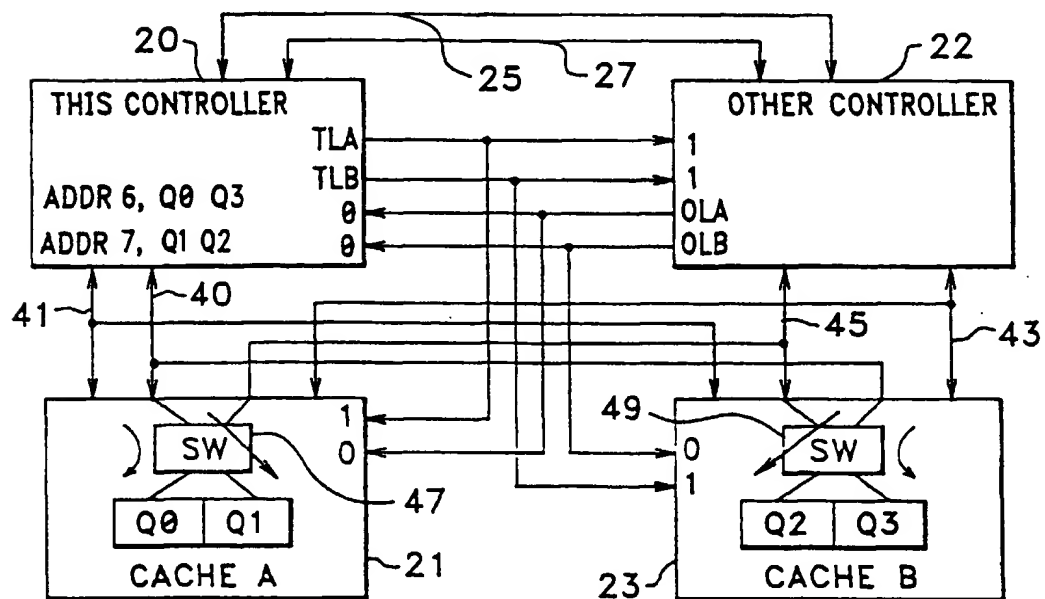 20
25
27
22
THIS CONTROLLER
OTHER CONTROLLER
TLA
1
TLB
1
ADDR 6, Q0 Q3
0
OLA
ADDR 7, Q1 Q2
0
OLB
41
40
45
43
1
49
SW
0
47
0
SW
1
Q0 Q1
Q2 Q3
21
23
CACHE A
CACHE B